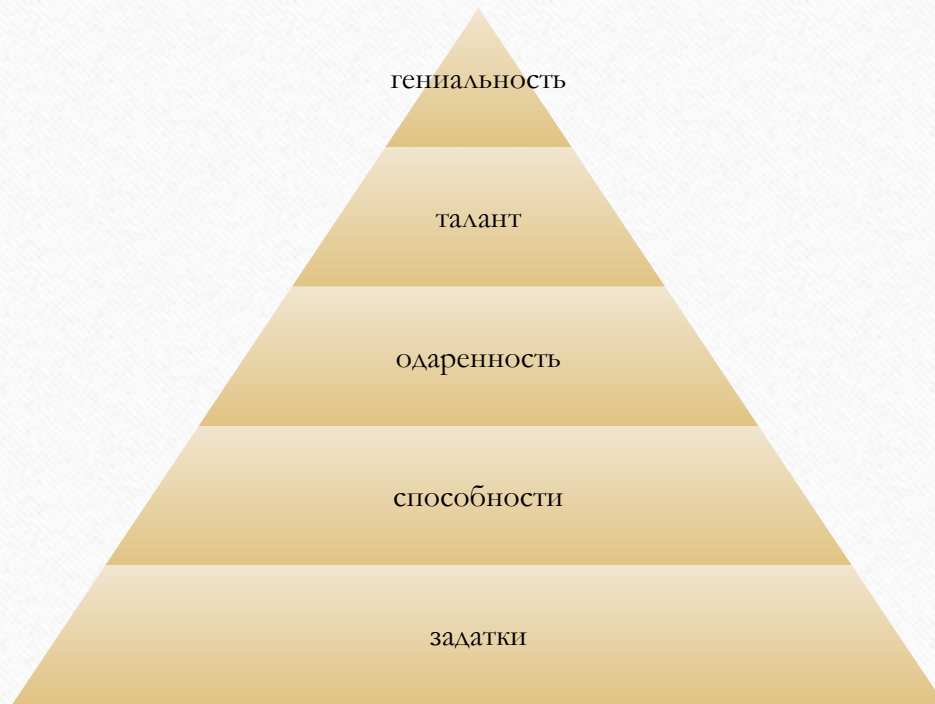 гениальность
талант
одаренность
способности
задатки